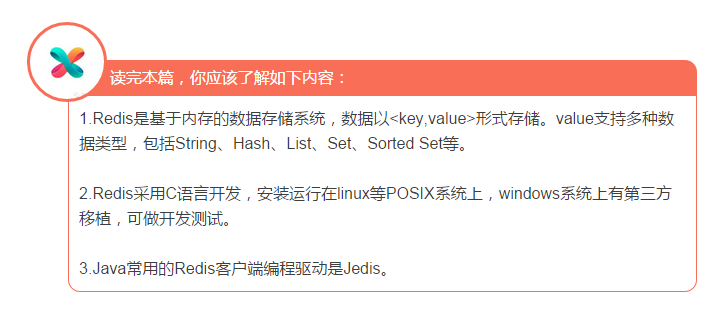 读完本篇，你应该了解如下内容：
1.Redis是基于内存的数据存储系统，数据以<key,value>形式存储。value支持多种数
据类型，包括String、Hash、List、Set、Sorted Set等。
2.Redis采用C语言开发，安装运行在linux等POSIX系统上，windows系统上有第三方
移植，可做开发测试。
3.Java常用的Redis客户端编程驱动是Jedis。